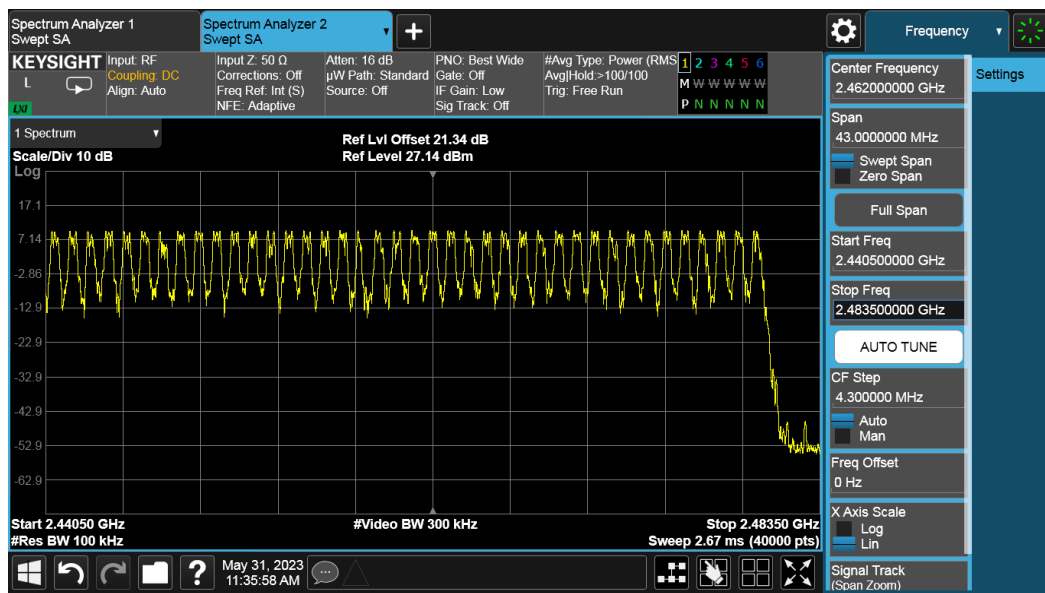 Spectrum Analyzer 1
Swept SA
Spectrum Analyzer 2
Swept SA
Frequency
KEYSIGHT
L
LXI
Input: RF
Coupling: DC
Align: Auto
Input Z: 50 Ω
Corrections: Off
Freq Ref: Int (S)
NFE: Adaptive
Atten: 16 dB
µW Path: Standard
Source: Off
PNO: Best Wide
Gate: Off
IF Gain: Low
Sig Track: Off
#Avg Type: Power (RMS
Avg|Hold:>100/100
Trig: Free Run
1 2 3 4 5 6
M W W W W W
P N N N N N
1 Spectrum
Scale/Div 10 dB
Log
Ref Lvl Offset 21.34 dB
Ref Level 27.14 dBm
17.1
7.14
-2.86
-12.9
-22.9
-32.9
-42.9
-52.9
-62.9
Start 2.44050 GHz
#Res BW 100 kHz
#Video BW 300 kHz
Stop 2.48350 GHz
Sweep 2.67 ms (40000 pts)
May 31, 2023
11:35:58 AM
Center Frequency
2.462000000 GHz
Span
43.0000000 MHz
Swept Span
Zero Span
Full Span
Start Freq
2.440500000 GHz
Stop Freq
2.483500000 GHz
AUTO TUNE
CF Step
4.300000 MHz
Auto
Man
Freq Offset
0 Hz
X Axis Scale
Log
Lin
Signal Track
(Span Zoom)
Settings